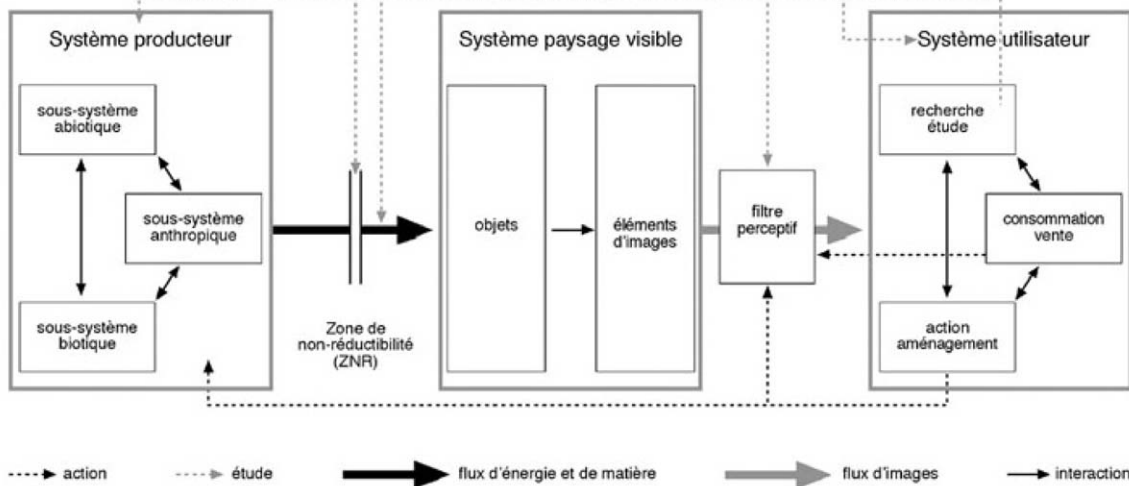 Système producteur
sous-système
abiotique
sous-système
anthropique
sous-système
biotique
Zone de
non-réductibilité
(ZNR)
Système paysage visible
objets
éléments
d'images
filtre
perceptif
Système utilisateur
recherche
étude
consommation
vente
action
aménagement
action
étude
flux d'énergie et de matière
flux d'images
interaction